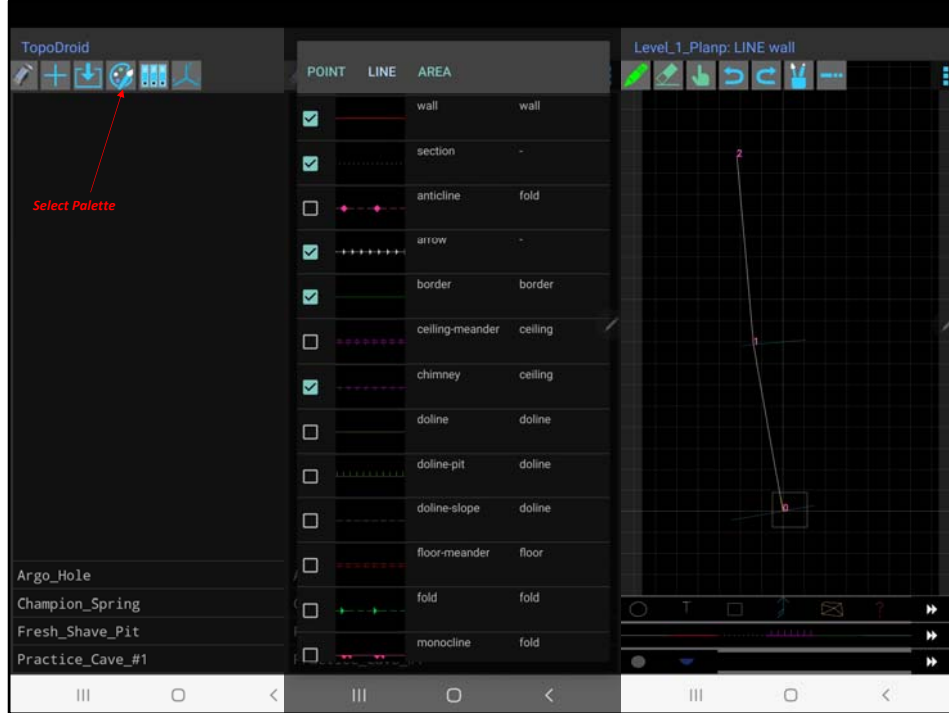 TopoDroid
Select Palette
Argo_Hole
Champion_Spring
Fresh_Shave_Pit
Practice_Cave_#1
POINT LINE AREA
wall wall
section -
anticline fold
arrow -
border border
ceiling-meander ceiling
chimney ceiling
doline doline
doline-pit doline
doline-slope doline
floor-meander floor
fold fold
monocline fold
Level_1_Planp: LINE wall
2
1
0
T ?